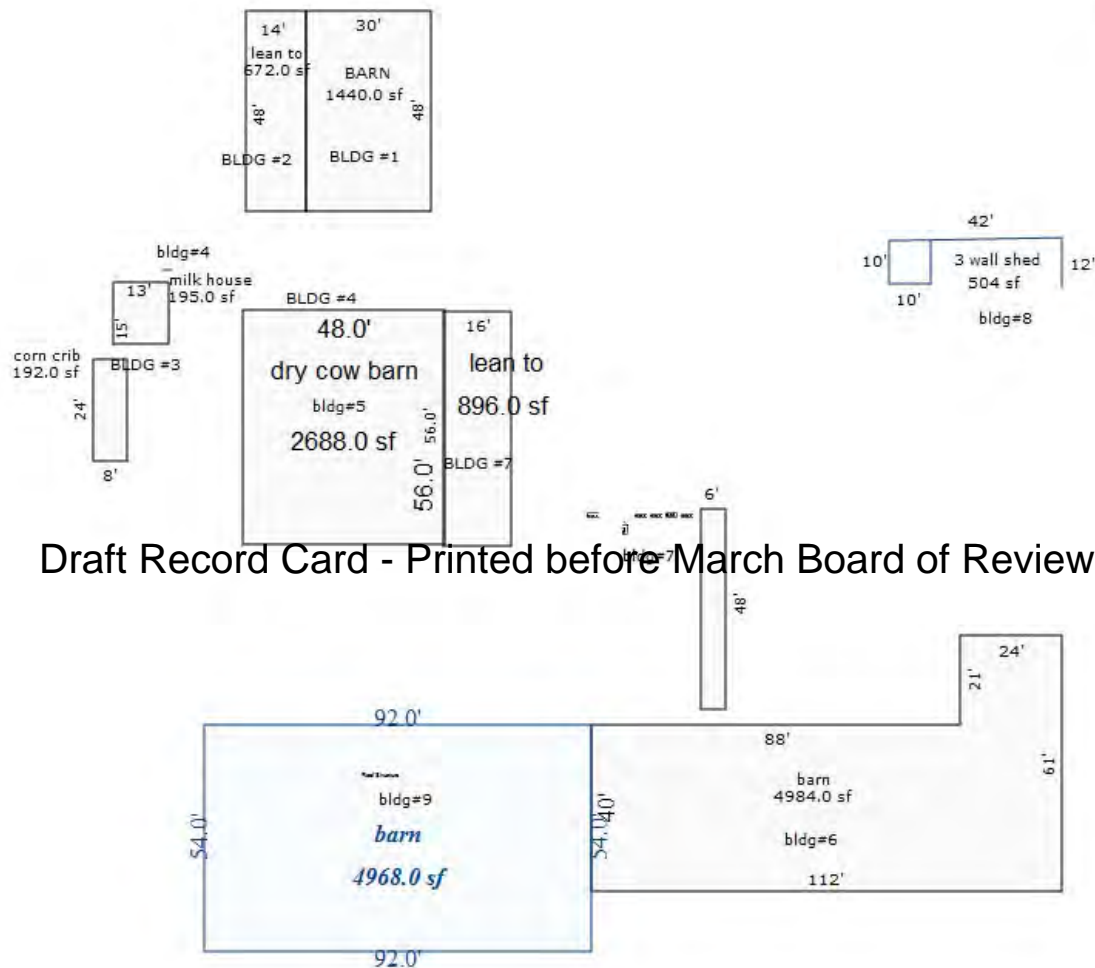 14'
30'
lean to
672.0 sf
BARN
1440.0 sf
48'
48'
BLDG #2
BLDG #1
42'
10'
3 wall shed
504 sf
12'
10'
bldg#8
bldg#4
milk house
195.0 sf
13'
15'
BLDG #4
corn crib
192.0 sf
BLDG #3
24'
8'
48.0'
dry cow barn
bldg#5
2688.0 sf
56.0'
56.0'
16'
lean to
896.0 sf
BLDG #7
6'
bldg#7
48'
Draft Record Card - Printed before March Board of Review
24'
21'
61'
92.0'
88'
bldg#9
barn
4968.0 sf
54.0'
54.0'
40'
barn
4984.0 sf
bldg#6
112'
92.0'